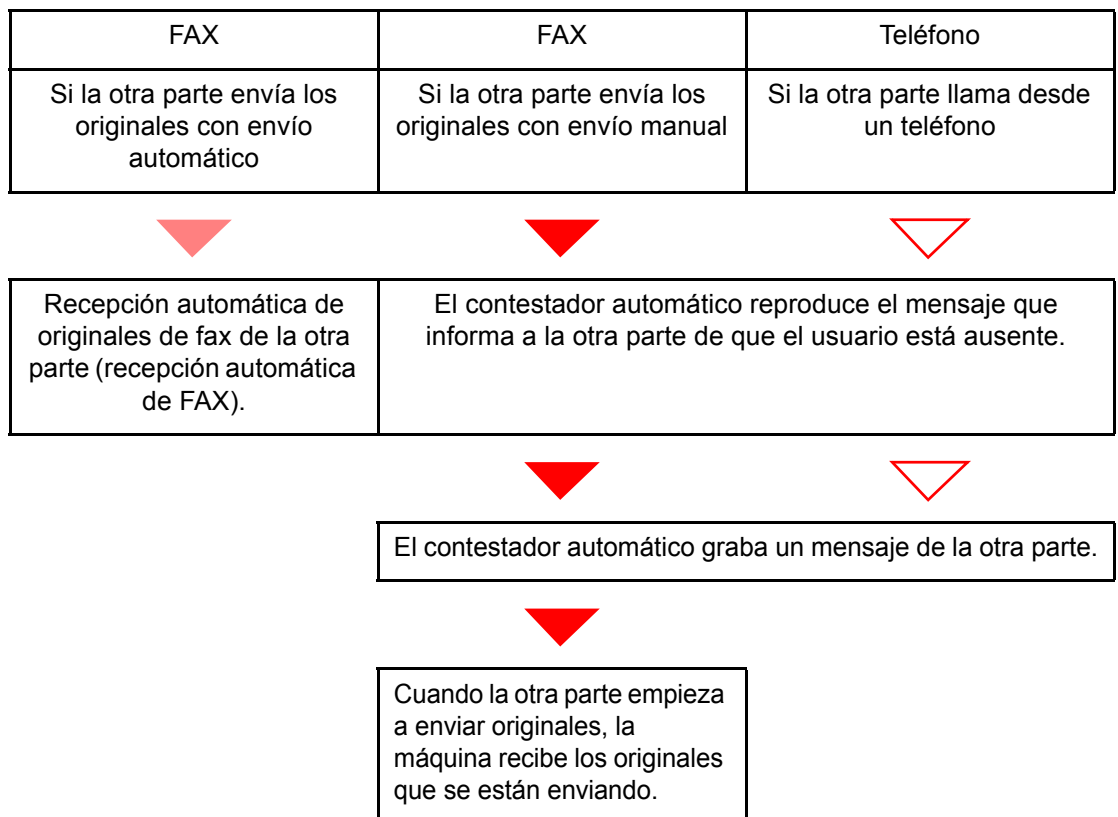 FAX
FAX
Teléfono
Si la otra parte envía los
originales con envío
automático
Si la otra parte envía los
originales con envío manual
Si la otra parte llama desde
un teléfono
Recepción automática de
originales de fax de la otra
parte (recepción automática
de FAX).
El contestador automático reproduce el mensaje que
informa a la otra parte de que el usuario está ausente.
El contestador automático graba un mensaje de la otra parte.
Cuando la otra parte empieza
a enviar originales, la
máquina recibe los originales
que se están enviando.